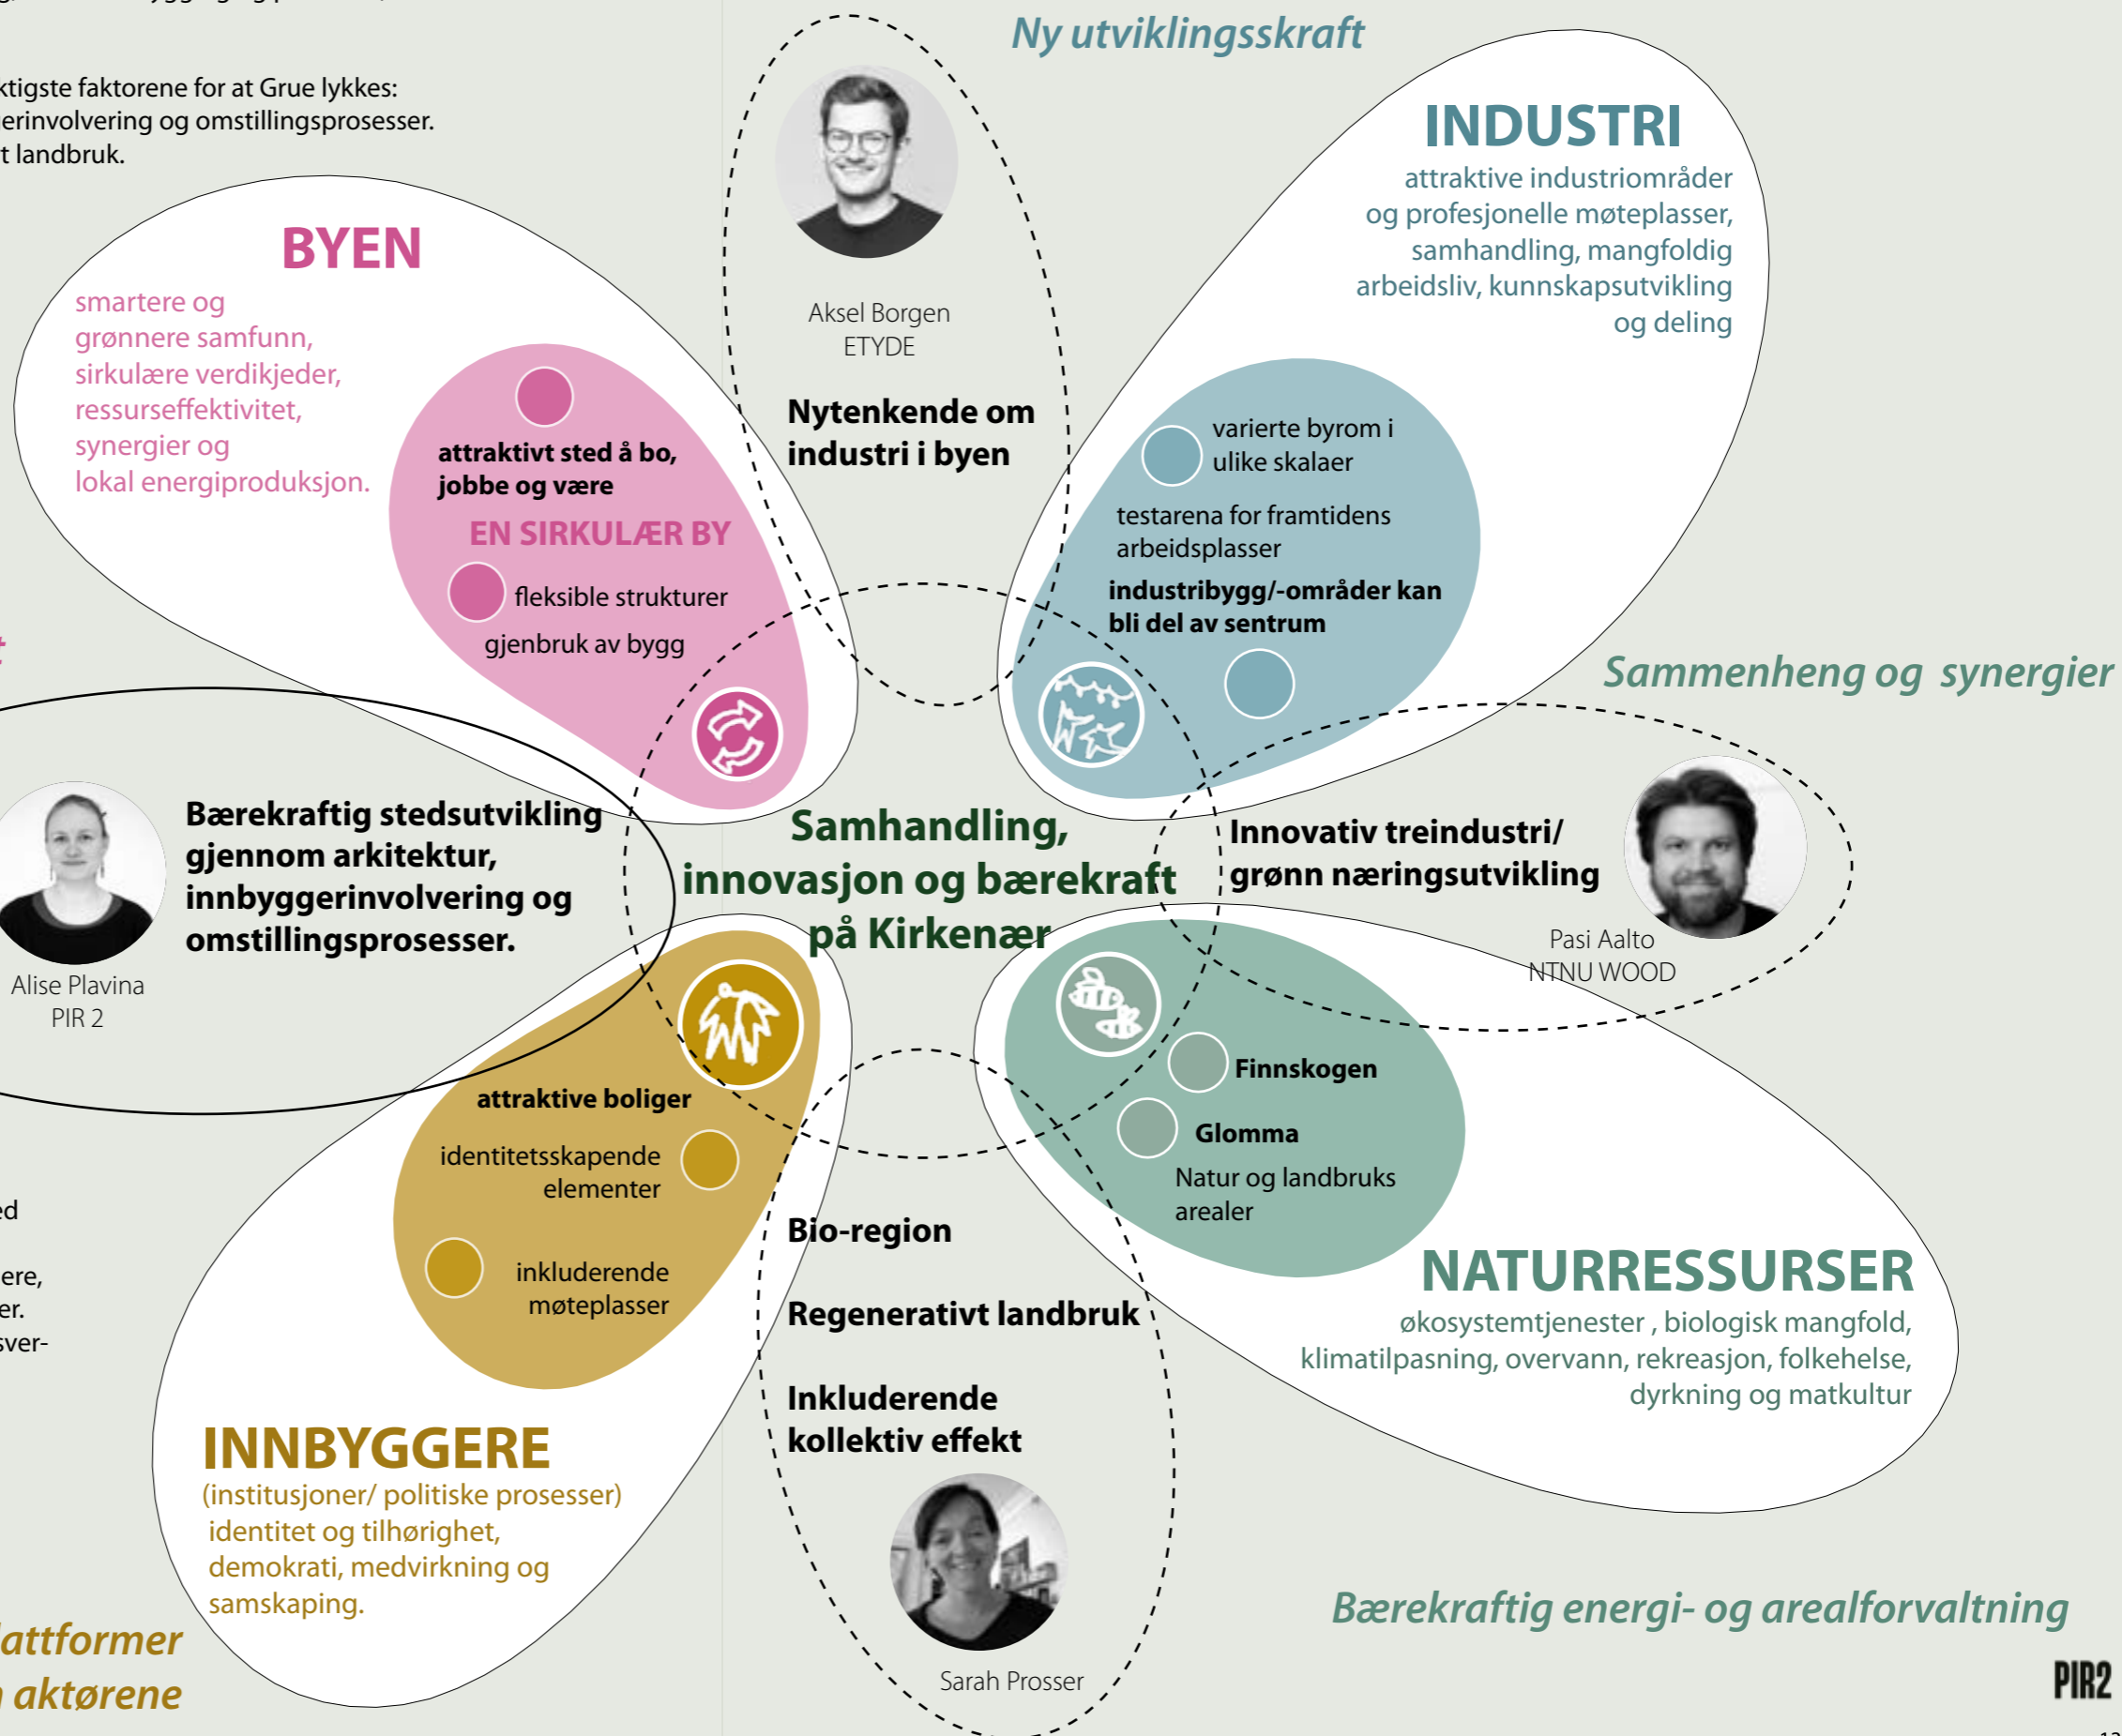 ktigste faktorene for at Grue lykkes:
erinvolvering og omstillingsprosesser.
t landbruk.
Ny utviklingsskraft
BYEN
smartere og
grønnere samfunn,
sirkulære verdikjeder,
ressurseffektivitet,
synergier og
lokal energiproduksjon.
attraktivt sted å bo,
jobbe og være
EN SIRKULÆR BY
fleksible strukturer
gjenbruk av bygg
Aksel Borgen
ETYDE
Nytenkende om
industri i byen
INDUSTRI
attraktive industriområder
og profesjonelle møteplasser,
samhandling, mangfoldig
arbeidsliv, kunnskapsutvikling
og deling
varierte byrom i
ulike skalaer
testarena for framtidens
arbeidsplasser
industribygg/-områder kan
bli del av sentrum
Sammenheng og synergier
Alise Plavina
PIR 2
Bærekraftig stedsutvikling
gjennom arkitektur,
innbyggerinvolvering og
omstillingsprosesser.
Samhandling,
innovasjon og bærekraft
på Kirkenær
Innovativ treindustri/
grønn næringsutvikling
Pasi Aalto
NTNU WOOD
attraktive boliger
identitetsskapende
elementer
inkluderende
møteplasser
ed
ere,
er.
sver-
INNBYGGERE
(institusjoner/ politiske prosesser)
identitet og tilhørighet,
demokrati, medvirkning og
samskaping.
Bio-region
Regenerativt landbruk
Inkluderende
kollektiv effekt
Sarah Prosser
Finnskogen
Glomma
Natur og landbruks
arealer
NATURRESSURSER
økosystemtjenester , biologisk mangfold,
klimatilpasning, overvann, rekreasjon, folkehelse,
dyrkning og matkultur
attformer
aktørene
Bærekraftig energi- og arealforvaltning
PIR2